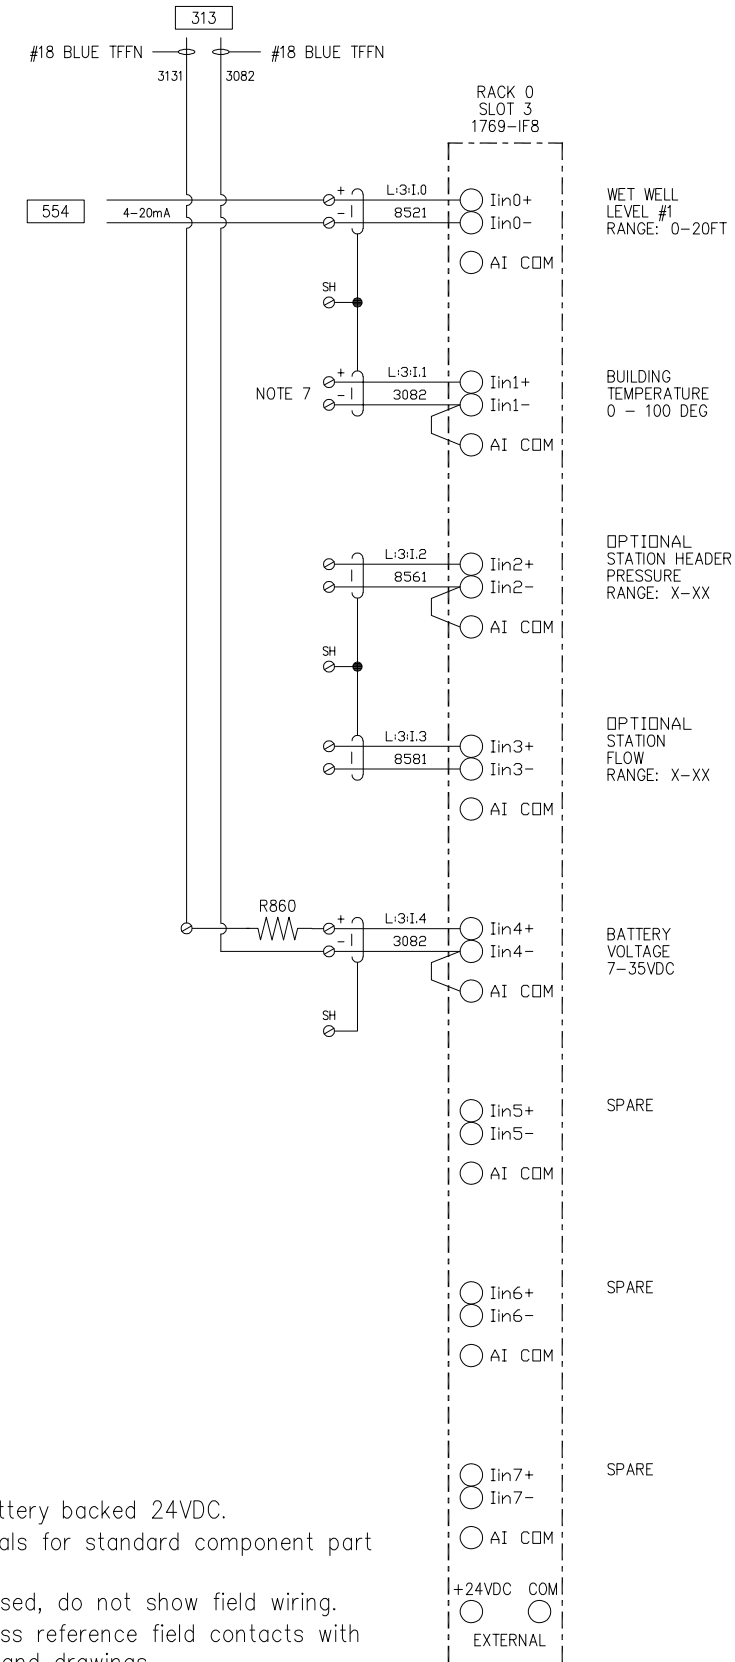 313
#18 BLUE TFFN
#18 BLUE TFFN
3131
3082
RACK 0
SLOT 3
1769-IF8
554
4-20mA
+
L:3:I.0
Iin0+
-
8521
Iin0-
AI COM
WET WELL
LEVEL #1
RANGE: 0-20FT
SH
NOTE 7
+
L:3:I.1
Iin1+
-
3082
Iin1-
AI COM
BUILDING
TEMPERATURE
0 - 100 DEG
L:3:I.2
Iin2+
8561
Iin2-
AI COM
OPTIONAL
STATION HEADER
PRESSURE
RANGE: X-XX
SH
L:3:I.3
Iin3+
8581
Iin3-
AI COM
OPTIONAL
STATION
FLOW
RANGE: X-XX
R860
+
L:3:I.4
Iin4+
-
3082
Iin4-
AI COM
BATTERY
VOLTAGE
7-35VDC
SH
Iin5+
Iin5-
AI COM
SPARE
Iin6+
Iin6-
AI COM
SPARE
Iin7+
Iin7-
AI COM
SPARE
+24VDC COM
EXTERNAL
ttery backed 24VDC.
als for standard component part
sed, do not show field wiring.
ss reference field contacts with
and drawings